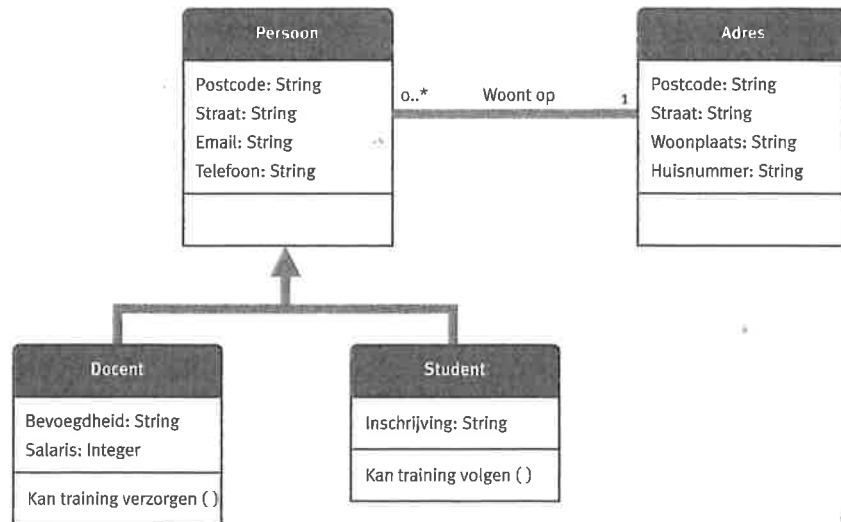 Persoon
Postcode: String
Straat: String
Email: String
Telefoon: String
o..*
Woont op
1
Adres
Postcode: String
Straat: String
Woonplaats: String
Huisnummer: String
Docent
Bevoegdheid: String
Salaris: Integer
Kan training verzorgen ( )
Student
Inschrijving: String
Kan training volgen ( )